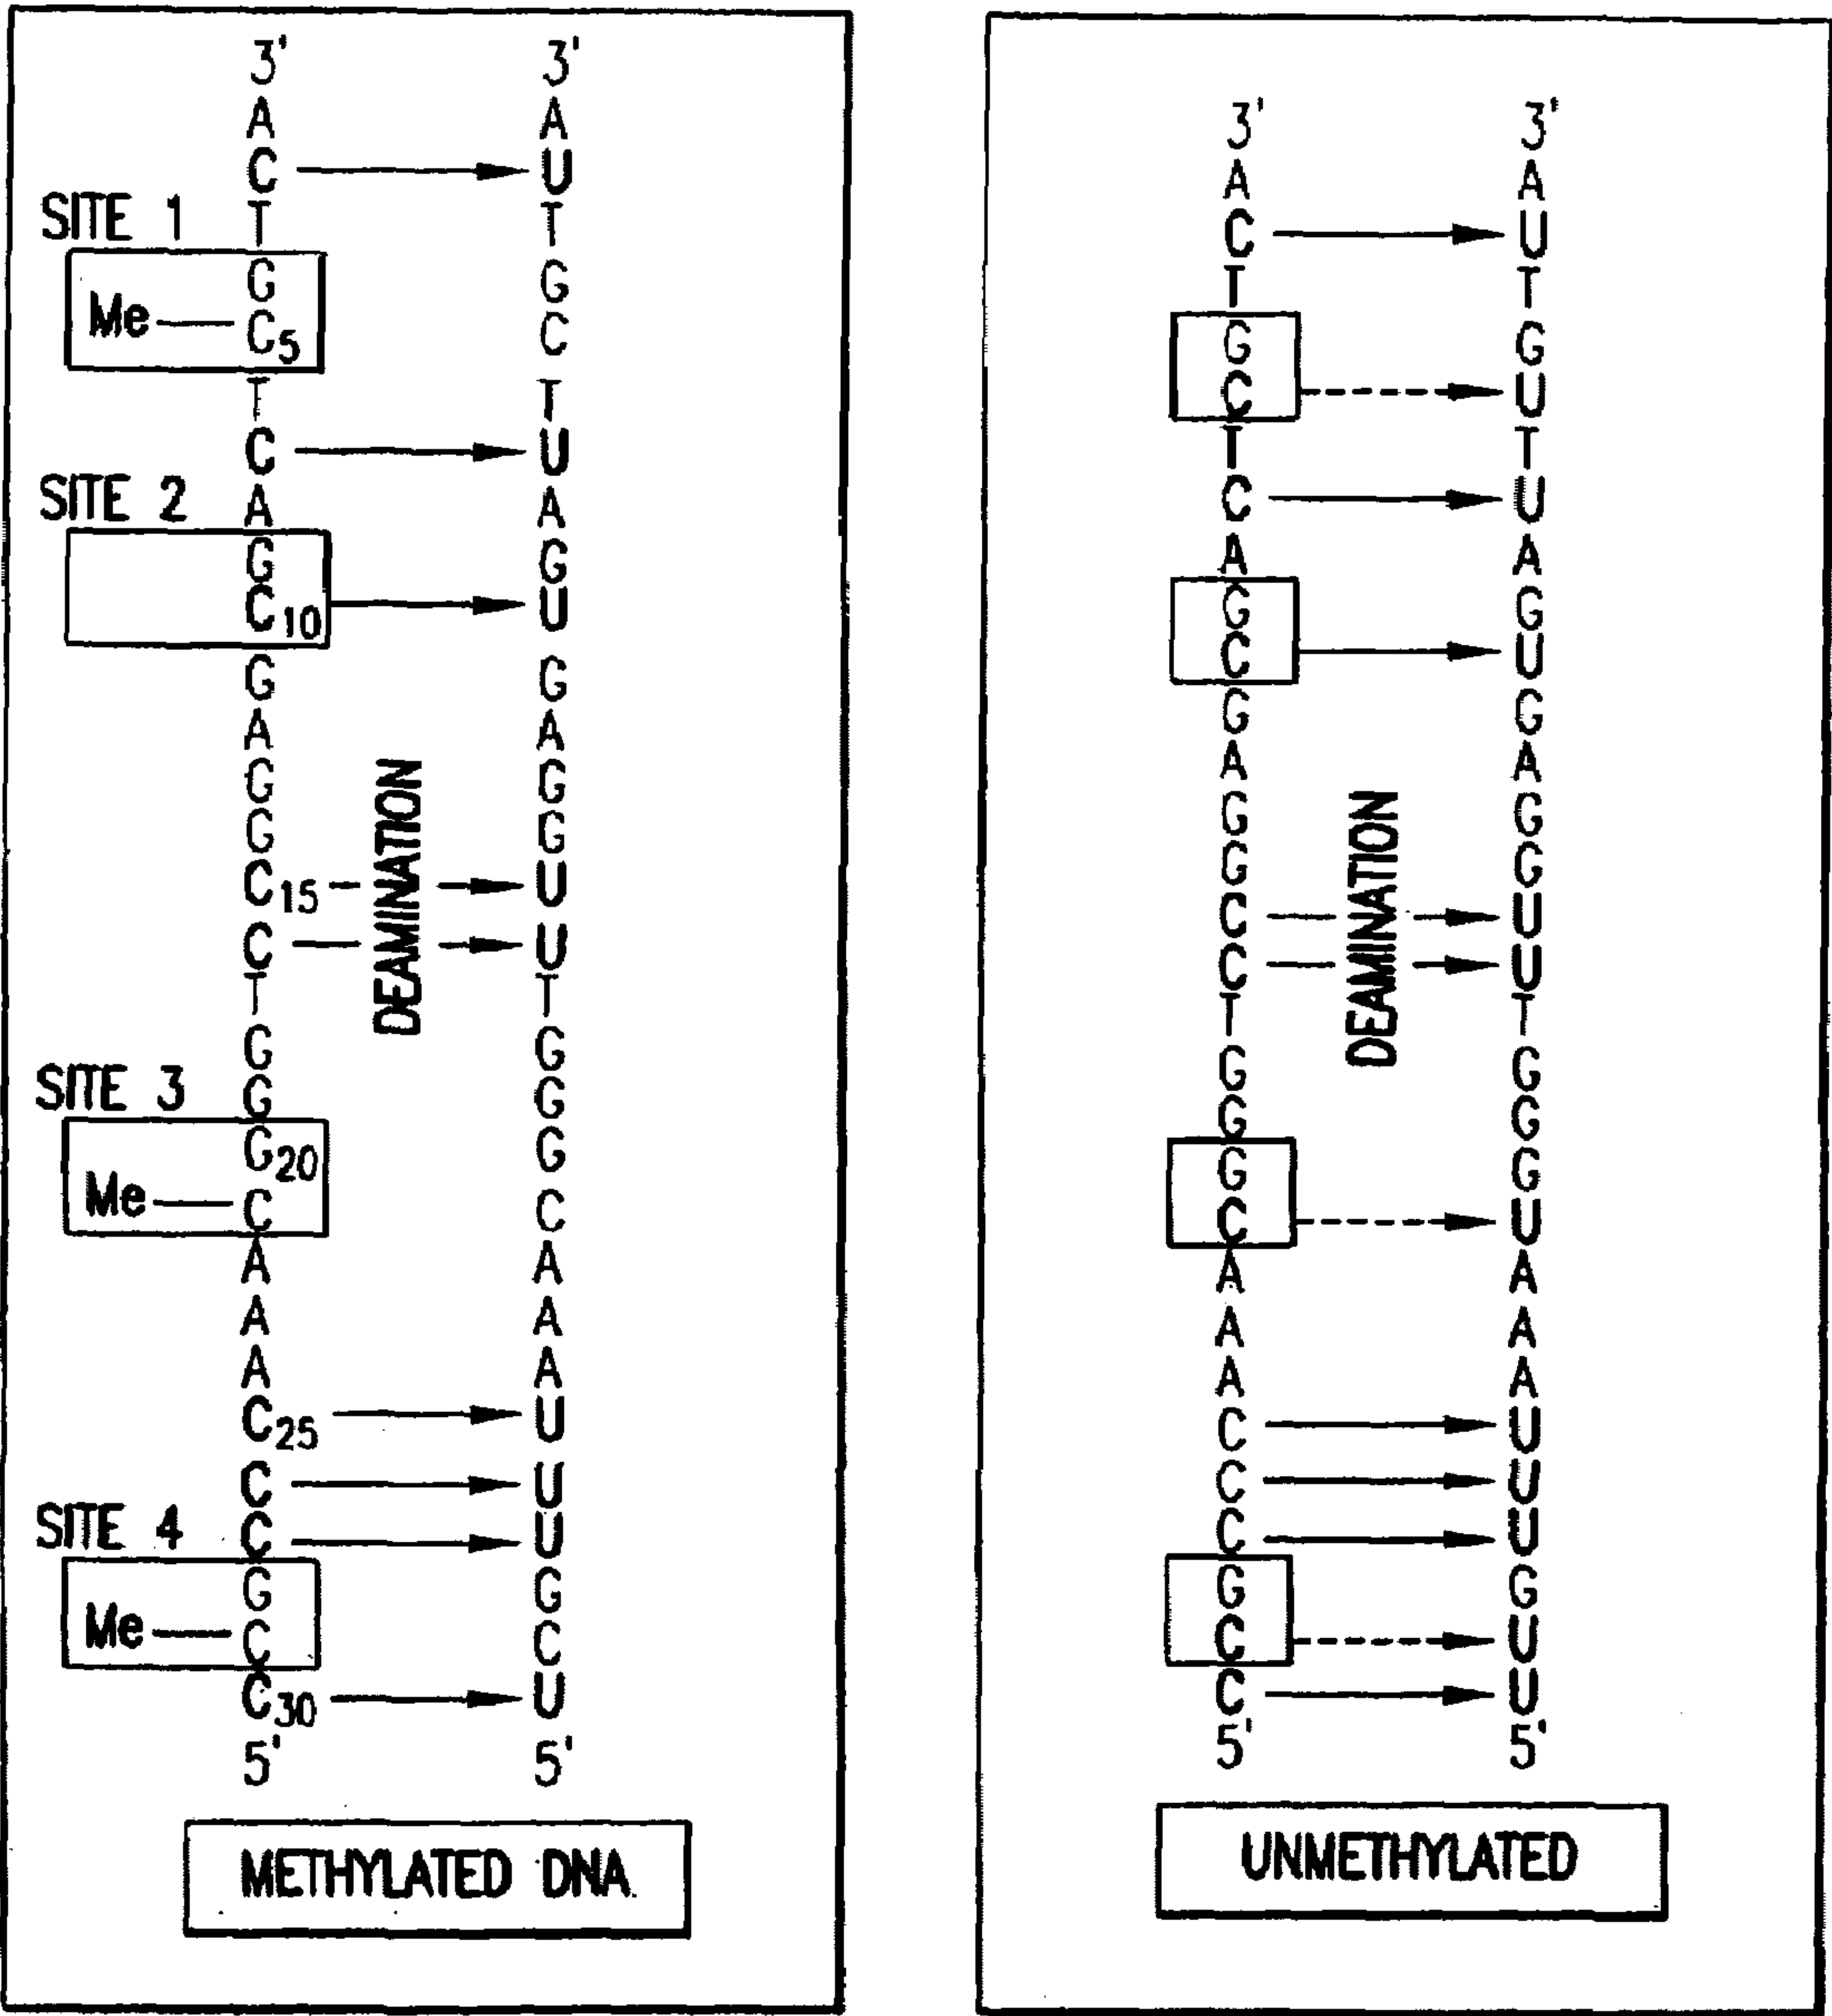 3' 3'
A A
C U
SITE 1
T T
G G
Me C5 C
T T
C U
SITE 2
A A
G G
C10 U
G G
A A
G G
G G
C15 U
DEAMINATION
C U
T T
G G
SITE 3
G G
G20 G
Me C C
A A
A A
A A
C25 U
C U
SITE 4
C U
G G
Me C C
C30 U
5' 5'
METHYLATED DNA
3' 3'
A A
C U
T T
G G
C U
T T
C U
A A
G G
C U
G G
A A
G G
G G
C U
DEAMINATION
C U
T T
G G
G G
G G
C U
A A
A A
A A
C U
C U
C U
G G
C U
C U
5' 5'
UNMETHYLATED